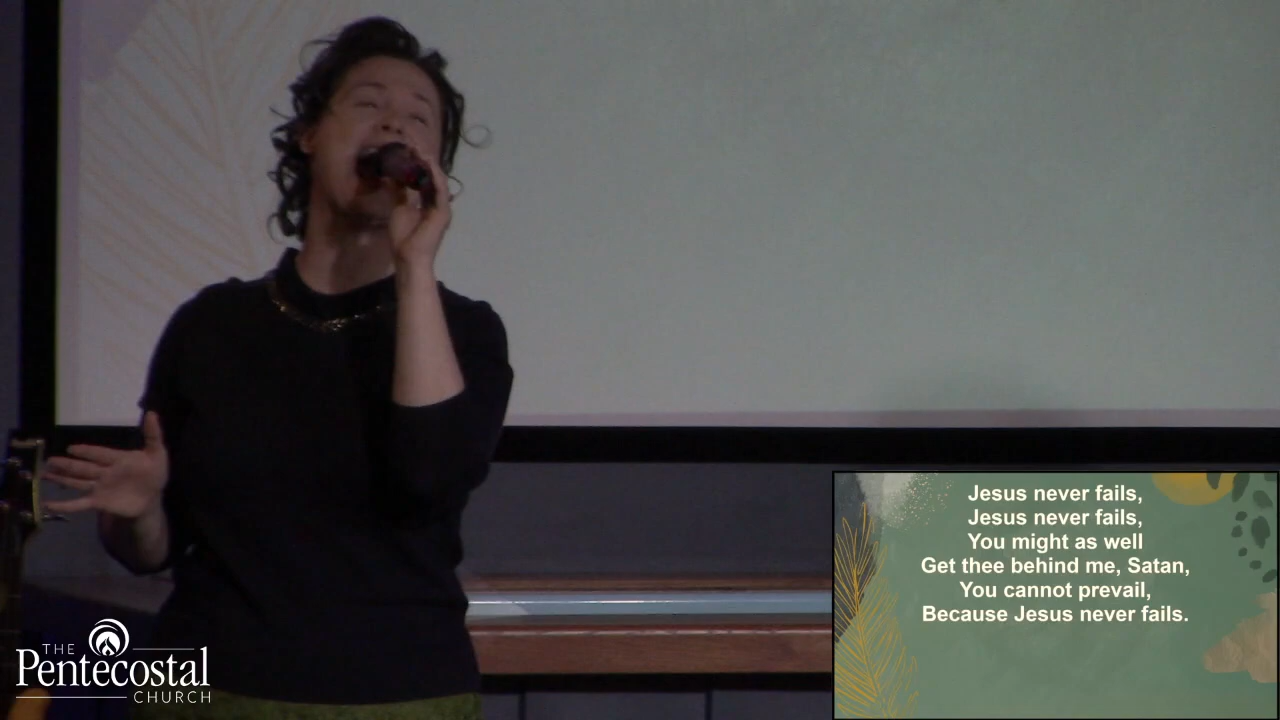 Jesus never fails,
Jesus never fails,
You might as well
Get thee behind me, Satan,
You cannot prevail,
Because Jesus never fails.
THE
Pentecostal
CHURCH